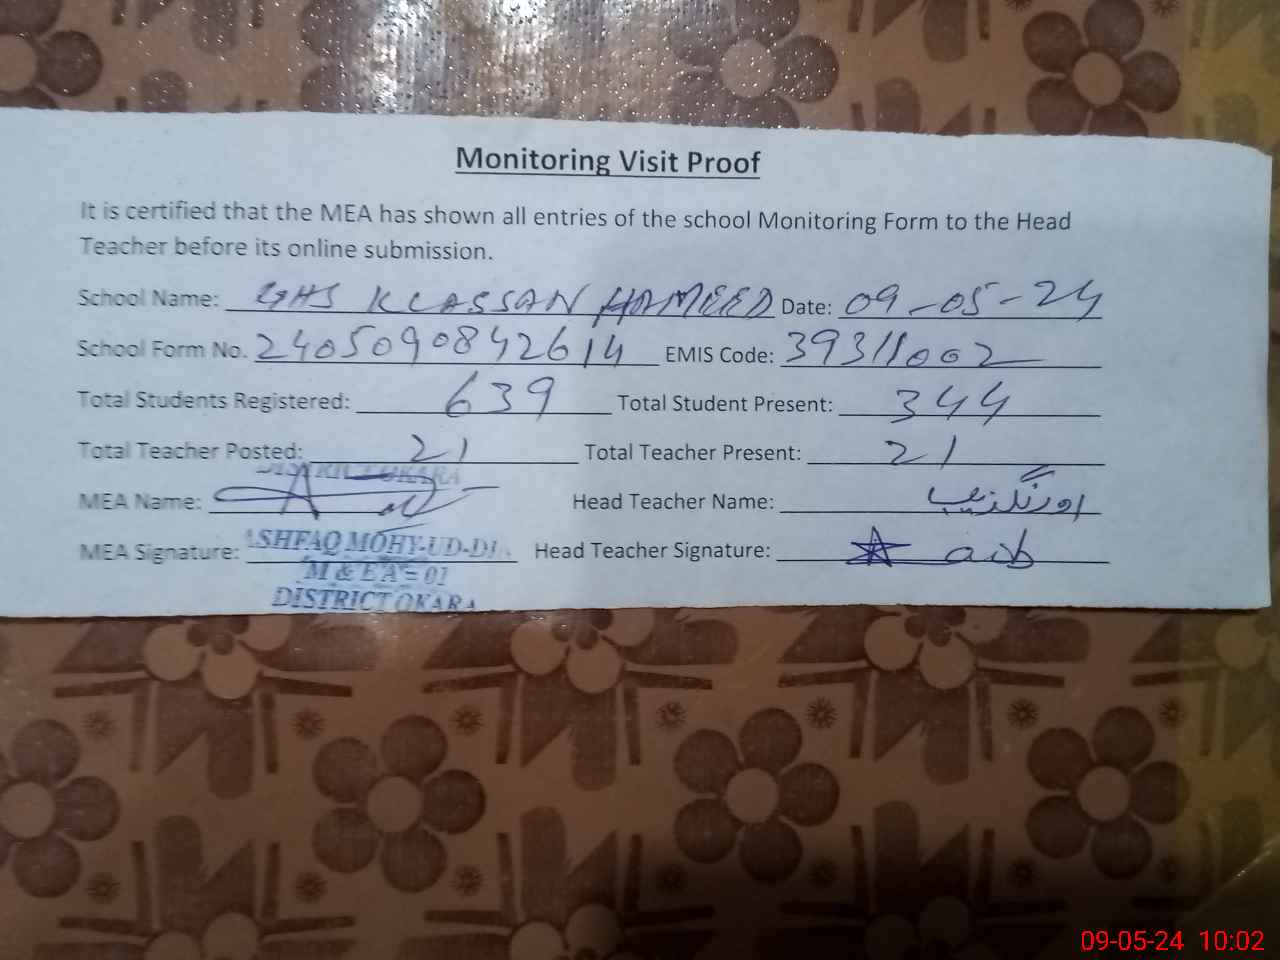 Monitoring Visit Proof
It is certified that the MEA has shown all entries of the school Monitoring Form to the Head
Teacher before its online submission.
School Name: GHS KLASSAN HAMEED Date: 09-05-24
School Form No. 2405090842614 EMIS Code: 39311002
Total Students Registered: 639 Total Student Present: 344
Total Teacher Posted: 21 Total Teacher Present: 21
DISTRICT OKARA
MEA Name: Head Teacher Name: اورنگزیب
MEA Signature: ASHFAQ MOHY-UD-DI Head Teacher Signature:
M & E A = 01
DISTRICT OKARA
09-05-24 10:02